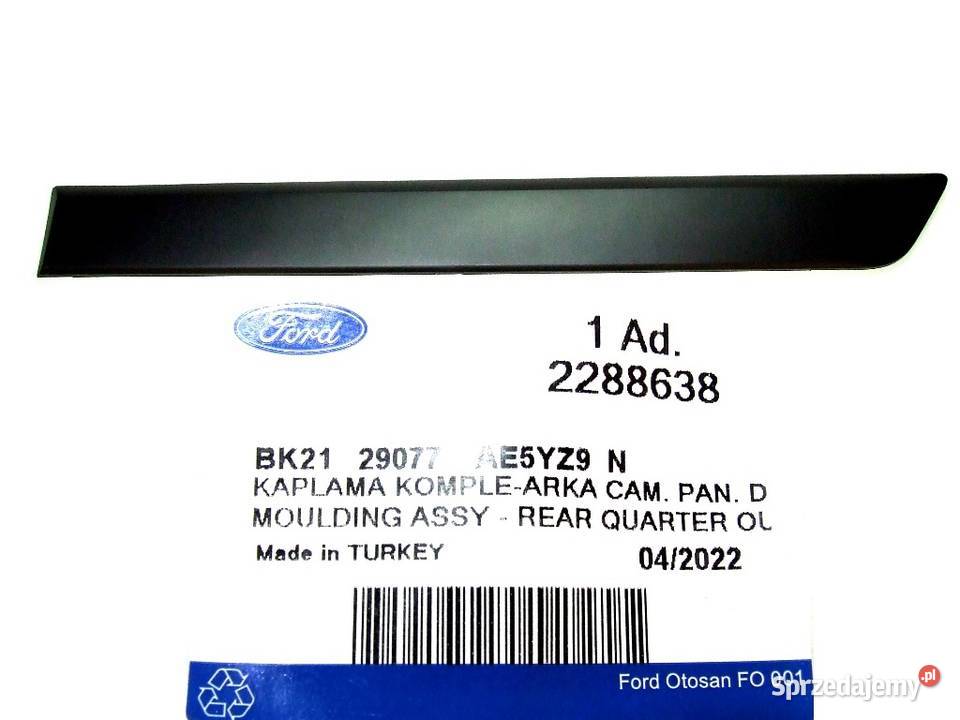 Ford
1 Ad.
2288638
BK21 29077 AE5YZ9 N
KAPLAMA KOMPLE-ARKA CAM. PAN. D
MOULDING ASSY - REAR QUARTER OU
Made in TURKEY
04/2022
Ford Otosan FO 001
Sprzedajemy.pl